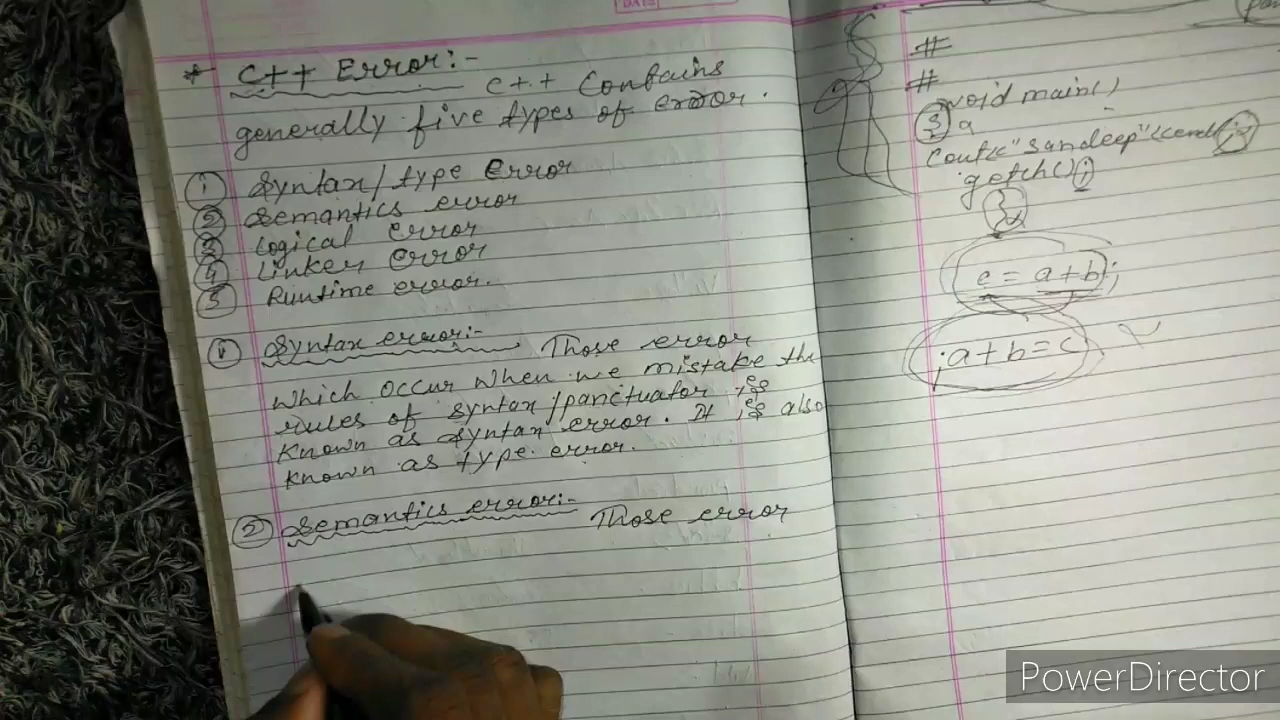 DATE
* C++ Error:-
C++ Contains
generally five types of error.
① Syntax/type Error
② Semantics error
③ Logical error
④ Linker error
⑤ Runtime error.
① Syntax error:- Those error
which occur when we mistake the
rules of syntax/panctuator is
known as syntax error. It is also
known as type error.
② Semantics error:- Those error
#
#
void main()
{
Cout<<"Sandeep"<<endl;
getch();
}
c = a+b;
;a+b=c
PowerDirector